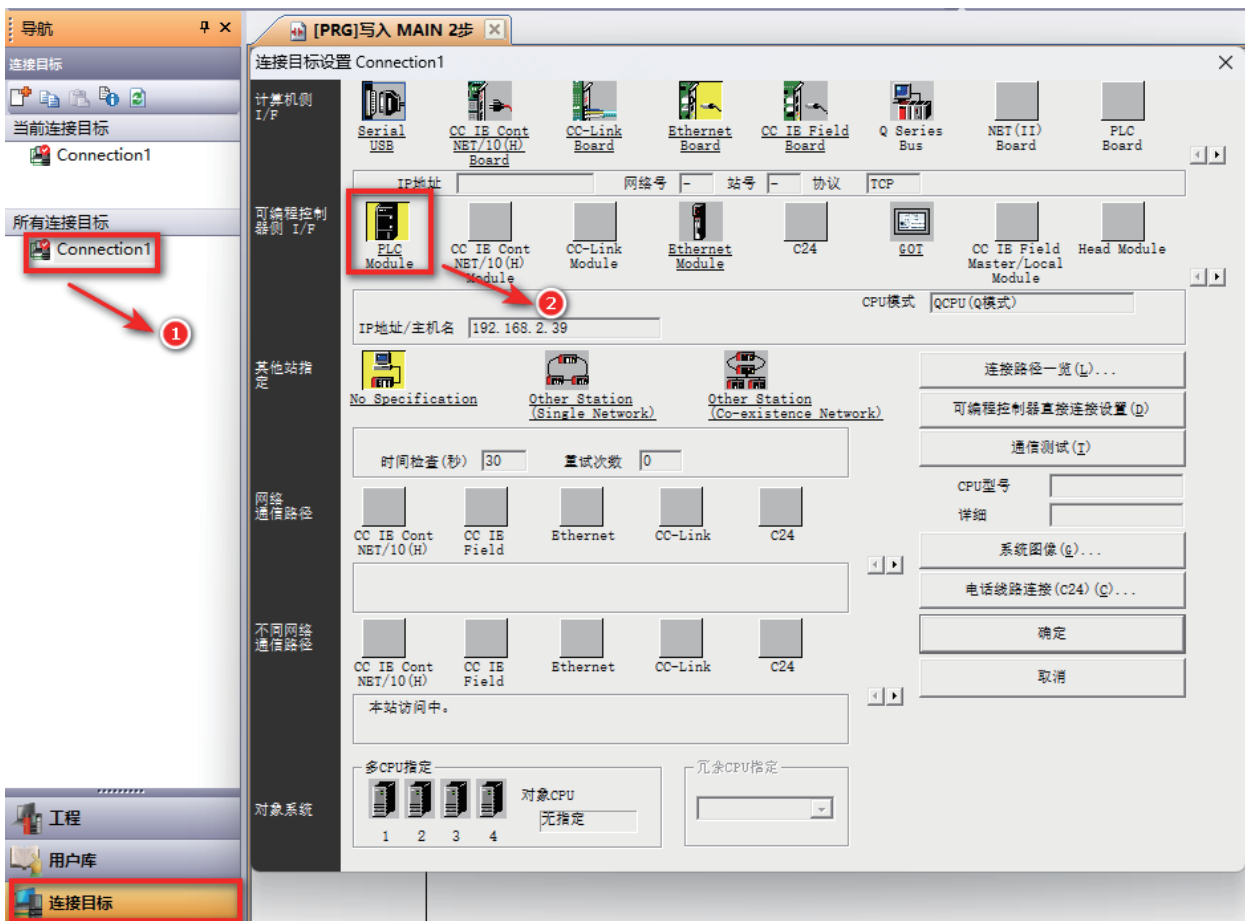 导航
连接目标
当前连接目标
Connection1
所有连接目标
Connection1
1
工程
用户库
连接目标
[PRG]写入 MAIN 2步
连接目标设置 Connection1
计算机侧
I/F
Serial
USB
CC IE Cont
NET/10(H)
Board
CC-Link
Board
Ethernet
Board
CC IE Field
Board
Q Series
Bus
NET(II)
Board
PLC
Board
IP地址
网络号 -
站号 -
协议 TCP
可编程控制
器侧 I/F
PLC
Module
CC IE Cont
NET/10(H)
Module
CC-Link
Module
Ethernet
Module
C24
GOT
CC IE Field
Master/Local
Module
Head Module
2
CPU模式 QCPU(Q模式)
IP地址/主机名 192.168.2.39
其他站指
定
No Specification
Other Station
(Single Network)
Other Station
(Co-existence Network)
时间检查(秒) 30
重试次数 0
连接路径一览(L)...
可编程控制器直接连接设置(D)
通信测试(T)
CPU型号
详细
系统图像(G)...
电话线路连接(C24)(C)...
确定
取消
网络
通信路径
CC IE Cont
NET/10(H)
CC IE
Field
Ethernet
CC-Link
C24
不同网络
通信路径
CC IE Cont
NET/10(H)
CC IE
Field
Ethernet
CC-Link
C24
本站访问中。
对象系统
多CPU指定
1 2 3 4
对象CPU
无指定
冗余CPU指定